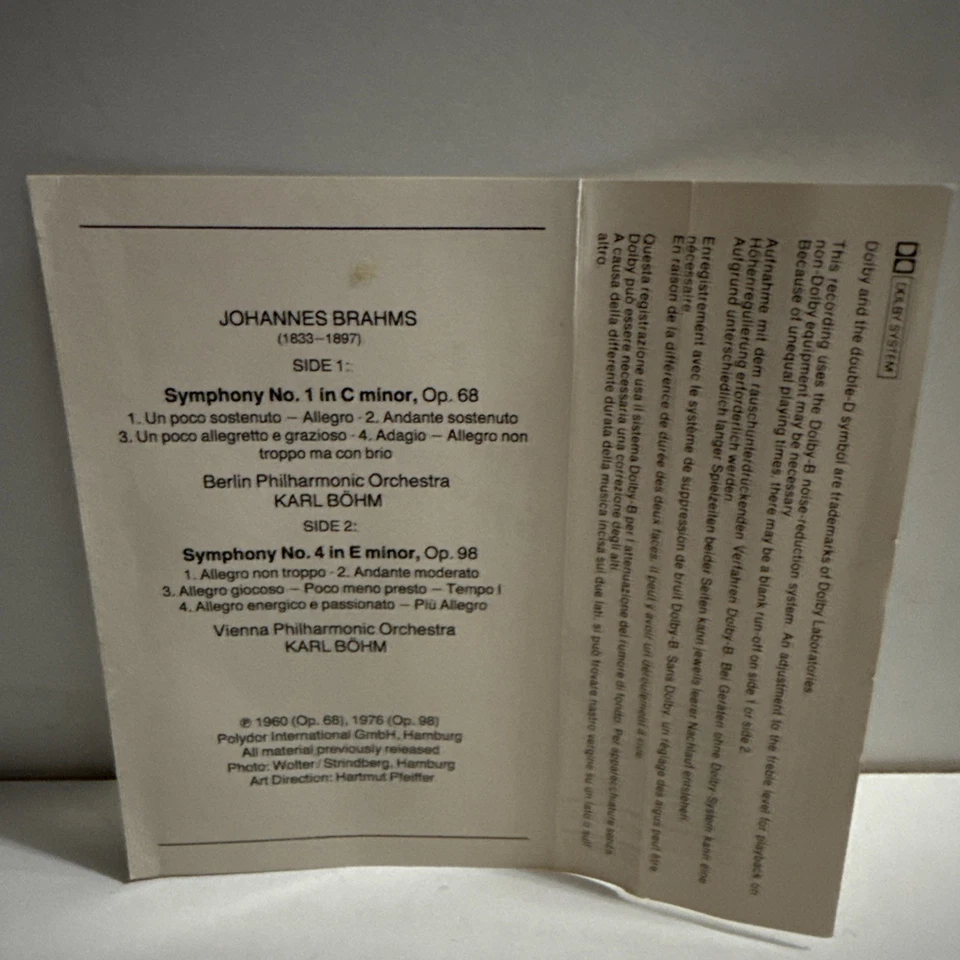 JOHANNES BRAHMS
(1833–1897)
SIDE 1:
Symphony No. 1 in C minor, Op. 68
1. Un poco sostenuto – Allegro · 2. Andante sostenuto
3. Un poco allegretto e grazioso · 4. Adagio – Allegro non
troppo ma con brio
Berlin Philharmonic Orchestra
KARL BÖHM
SIDE 2:
Symphony No. 4 in E minor, Op. 98
1. Allegro non troppo · 2. Andante moderato
3. Allegro giocoso – Poco meno presto – Tempo I
4. Allegro energico e passionato – Più Allegro
Vienna Philharmonic Orchestra
KARL BÖHM
℗ 1960 (Op. 68), 1976 (Op. 98)
Polydor International GmbH, Hamburg
All material previously released
Photo: Wolter/Strindberg, Hamburg
Art Direction: Hartmut Pfeiffer
DOLBY SYSTEM
Dolby and the double-D symbol are trademarks of Dolby Laboratories
This recording uses the Dolby-B noise-reduction system. An adjustment to the treble level for playback on
non-Dolby equipment may be necessary
Because of unequal playing times, there may be a blank run-off on side 1 or side 2
Aufnahme mit dem rauschunterdrückenden Verfahren Dolby-B. Bei Geräten ohne Dolby-System kann eine
Höhenregulierung erforderlich werden
Aufgrund unterschiedlich langer Spielzeiten beider Seiten kann jeweils leerer Nachlauf entstehen
Enregistrement avec le système de suppression de bruit Dolby-B. Sans Dolby, un réglage des aigus peut être
nécessaire
En raison de la différence de durée des deux faces, il peut y avoir un déroulement à vide
Questa registrazione usa il sistema Dolby-B per l'attenuazione del rumore di fondo. Per apparecchiature senza
Dolby può essere necessaria una correzione degli alti
A causa della differente durata della musica incisa sui due lati, si può trovare nastro vergine su un lato o sull'
altro.